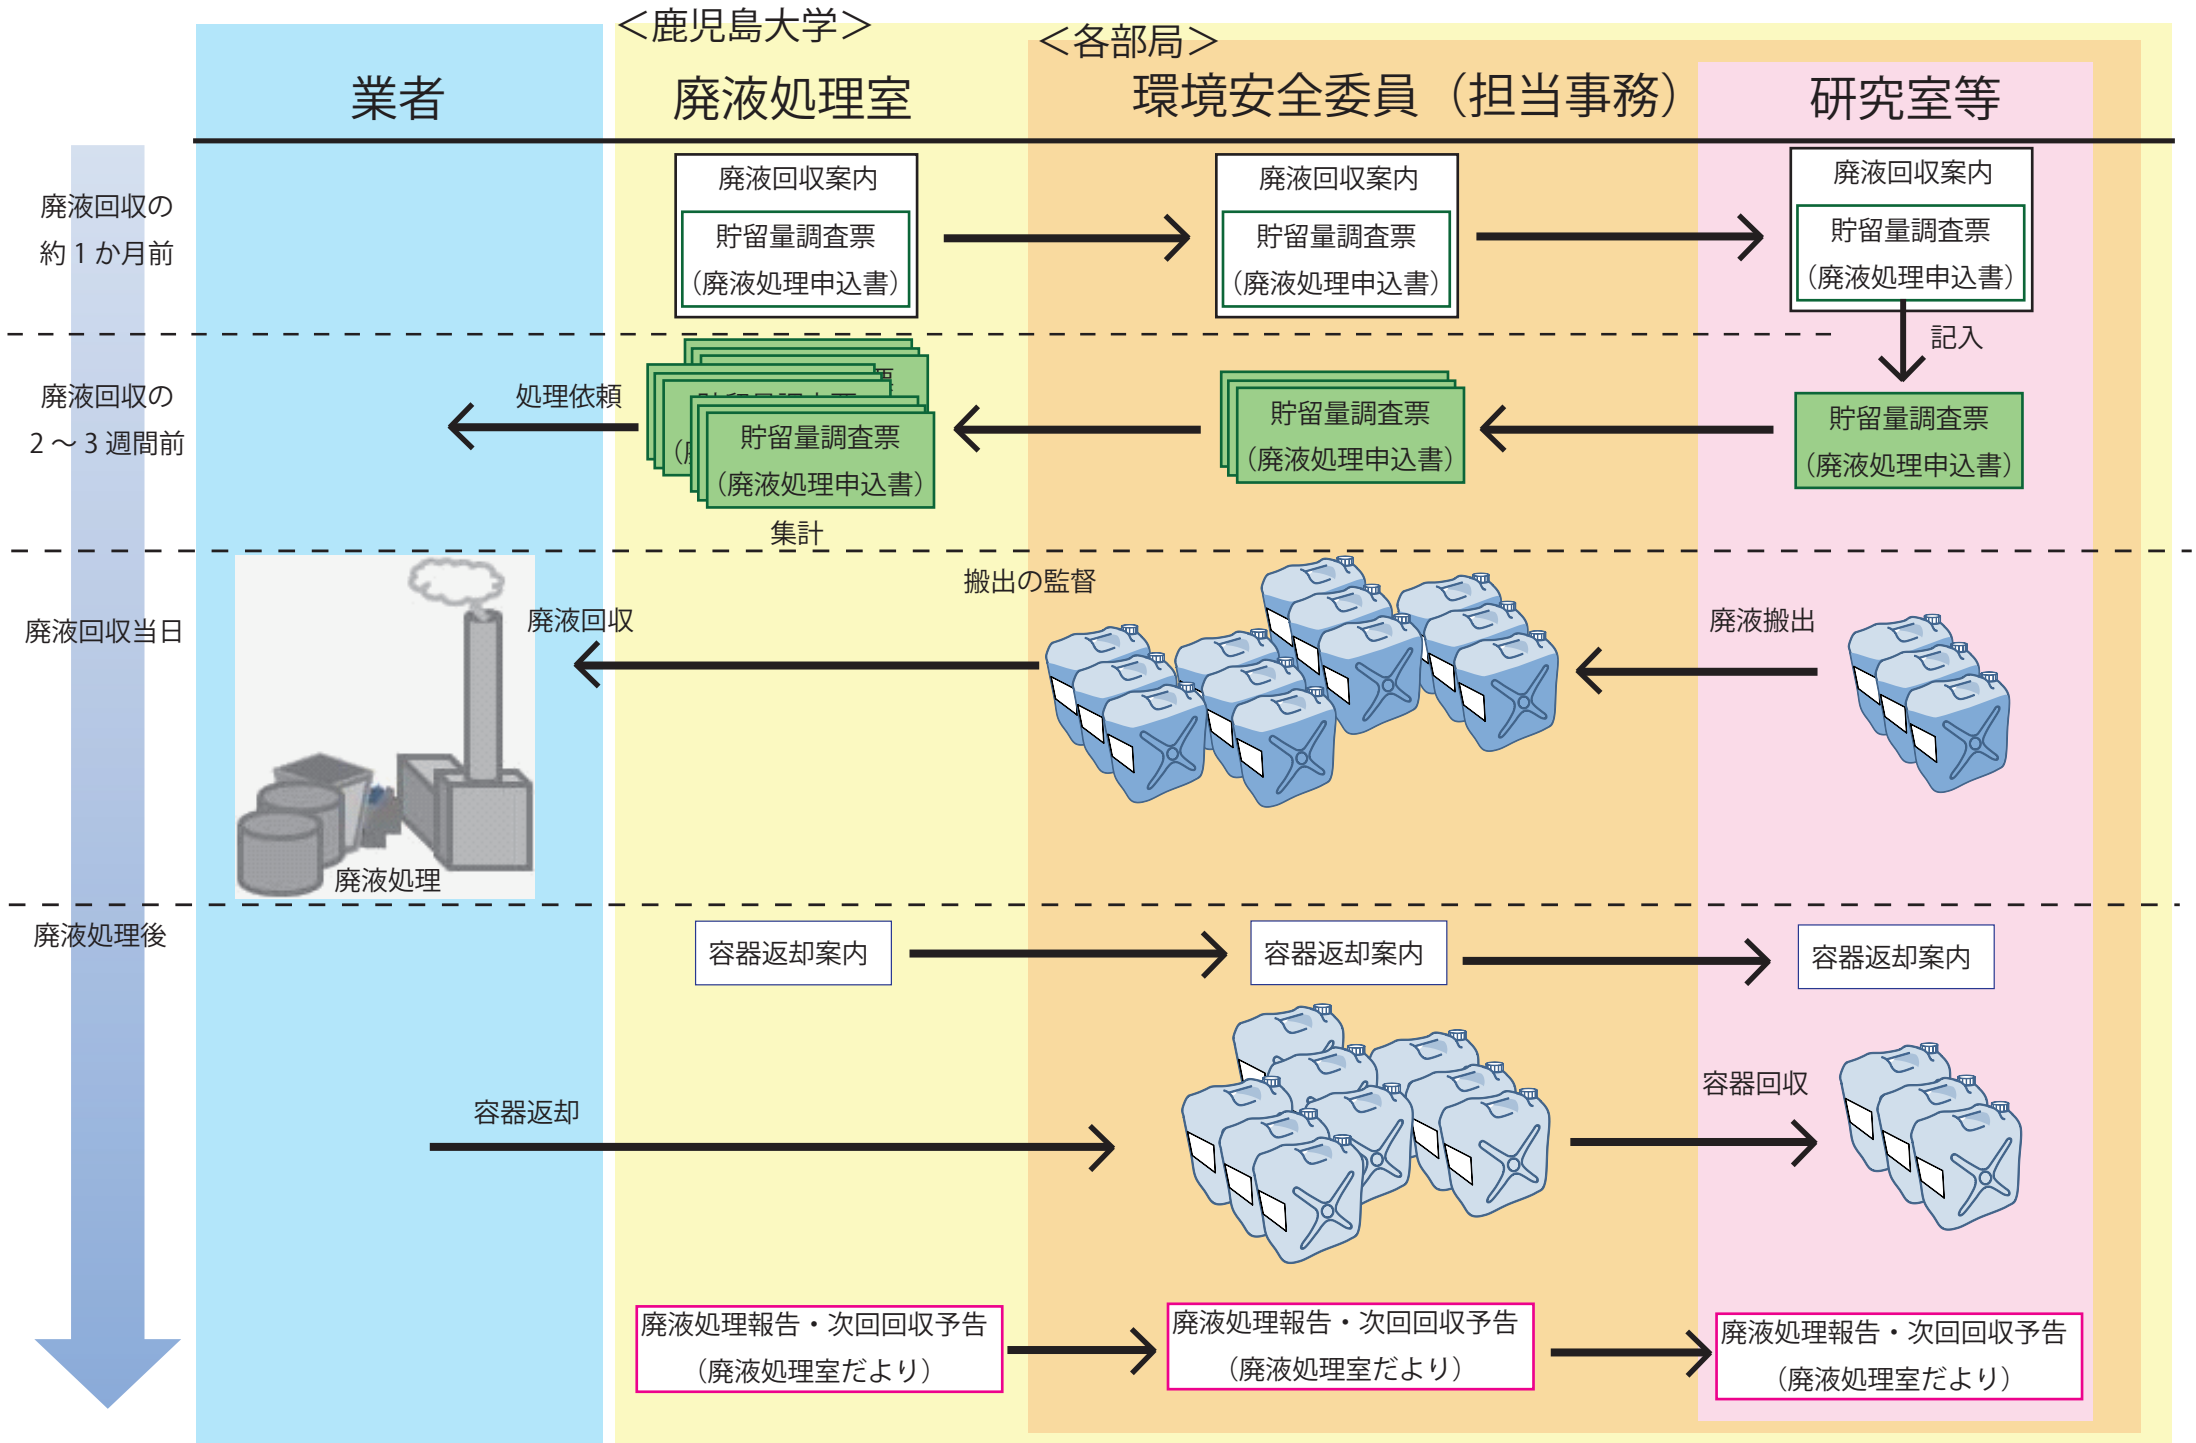 ＜鹿児島大学＞
＜各部局＞
業者
廃液処理室
環境安全委員（担当事務）
研究室等
廃液回収の
約１か月前
廃液回収案内
貯留量調査票
（廃液処理申込書）
廃液回収案内
貯留量調査票
（廃液処理申込書）
廃液回収案内
貯留量調査票
（廃液処理申込書）
記入
廃液回収の
２～３週間前
処理依頼
票
貯留量調査票
（廃
貯留量調査票
（廃液処理申込書）
集計
貯留量調査票
（廃液処理申込書）
貯留量調査票
（廃液処理申込書）
廃液回収当日
廃液回収
搬出の監督
廃液搬出
廃液処理
廃液処理後
容器返却案内
容器返却案内
容器返却案内
容器返却
容器回収
廃液処理報告・次回回収予告
（廃液処理室だより）
廃液処理報告・次回回収予告
（廃液処理室だより）
廃液処理報告・次回回収予告
（廃液処理室だより）